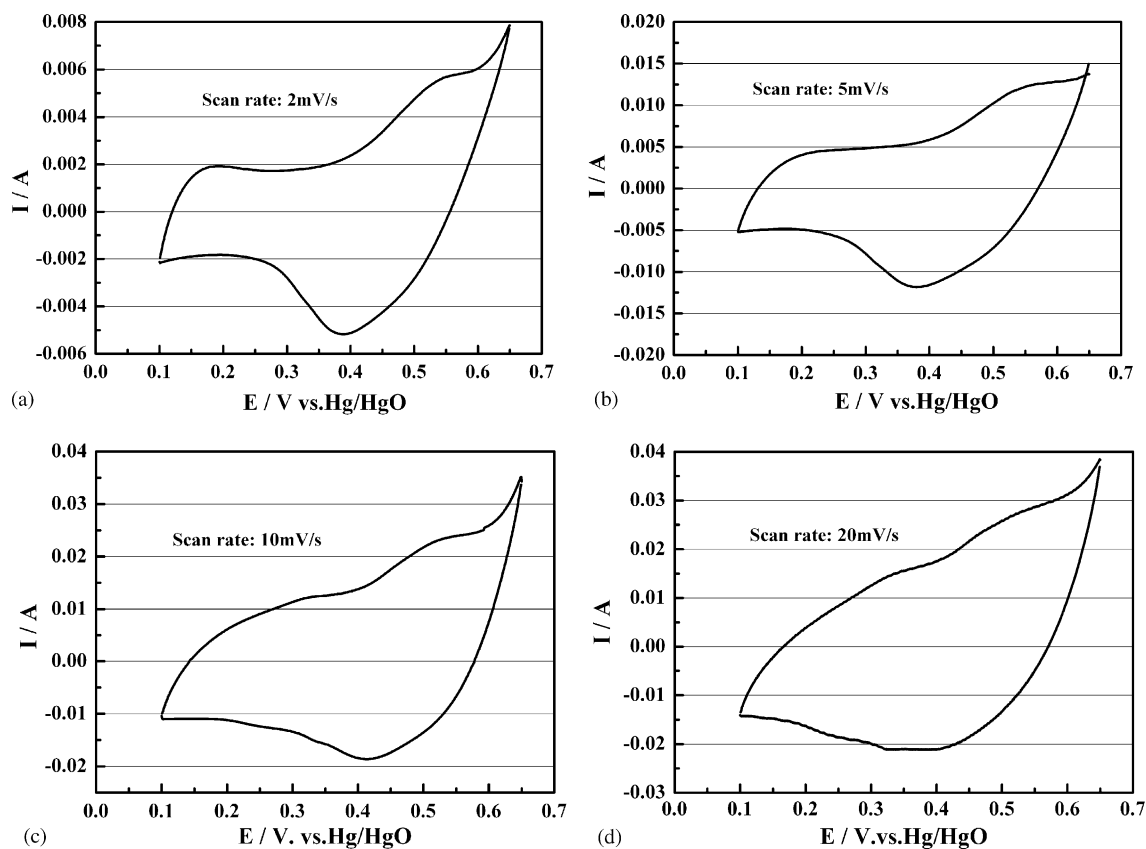 0.008
0.006
0.004
0.002
0.000
-0.002
-0.004
-0.006
I / A
Scan rate: 2mV/s
0.0 0.1 0.2 0.3 0.4 0.5 0.6 0.7
E / V vs.Hg/HgO
(a)
0.020
0.015
0.010
0.005
0.000
-0.005
-0.010
-0.015
-0.020
I / A
Scan rate: 5mV/s
0.0 0.1 0.2 0.3 0.4 0.5 0.6 0.7
E / V vs.Hg/HgO
(b)
0.04
0.03
0.02
0.01
0.00
-0.01
-0.02
I / A
Scan rate: 10mV/s
0.0 0.1 0.2 0.3 0.4 0.5 0.6 0.7
E / V. vs.Hg/HgO
(c)
0.04
0.03
0.02
0.01
0.00
-0.01
-0.02
-0.03
I / A
Scan rate: 20mV/s
0.0 0.1 0.2 0.3 0.4 0.5 0.6 0.7
E / V.vs.Hg/HgO
(d)